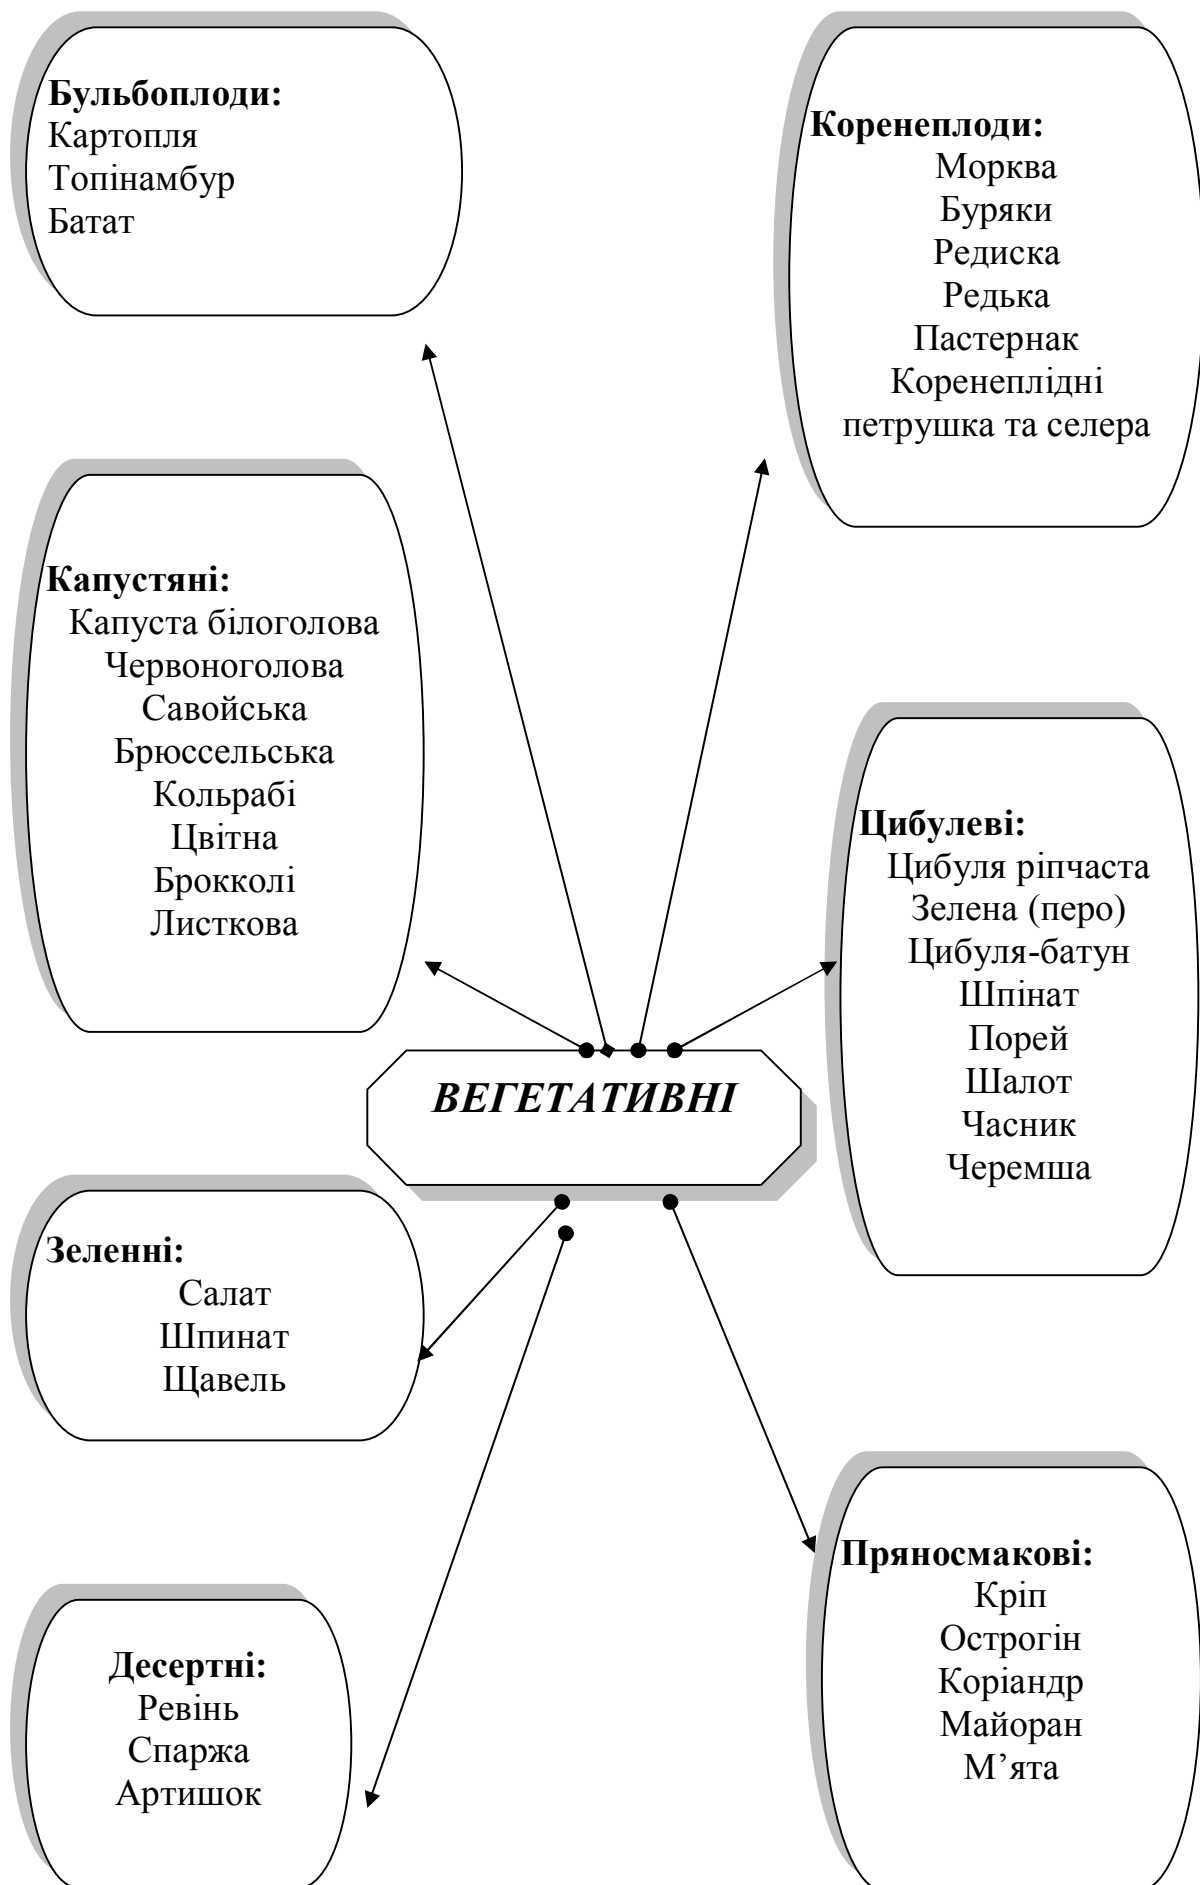 Бульбоплоди:
Картопля
Топінамбур
Батат
Коренеплоди:
Морква
Буряки
Редиска
Редька
Пастернак
Коренеплідні
петрушка та селера
Капустяні:
Капуста білоголова
Червоноголова
Савойська
Брюссельська
Кольрабі
Цвітна
Брокколі
Листкова
Цибулеві:
Цибуля ріпчаста
Зелена (перо)
Цибуля-батун
Шпінат
Порей
Шалот
Часник
Черемша
ВЕГЕТАТИВНІ
Зеленні:
Салат
Шпинат
Щавель
Пряносмакові:
Кріп
Острогін
Коріандр
Майоран
М’ята
Десертні:
Ревінь
Спаржа
Артишок